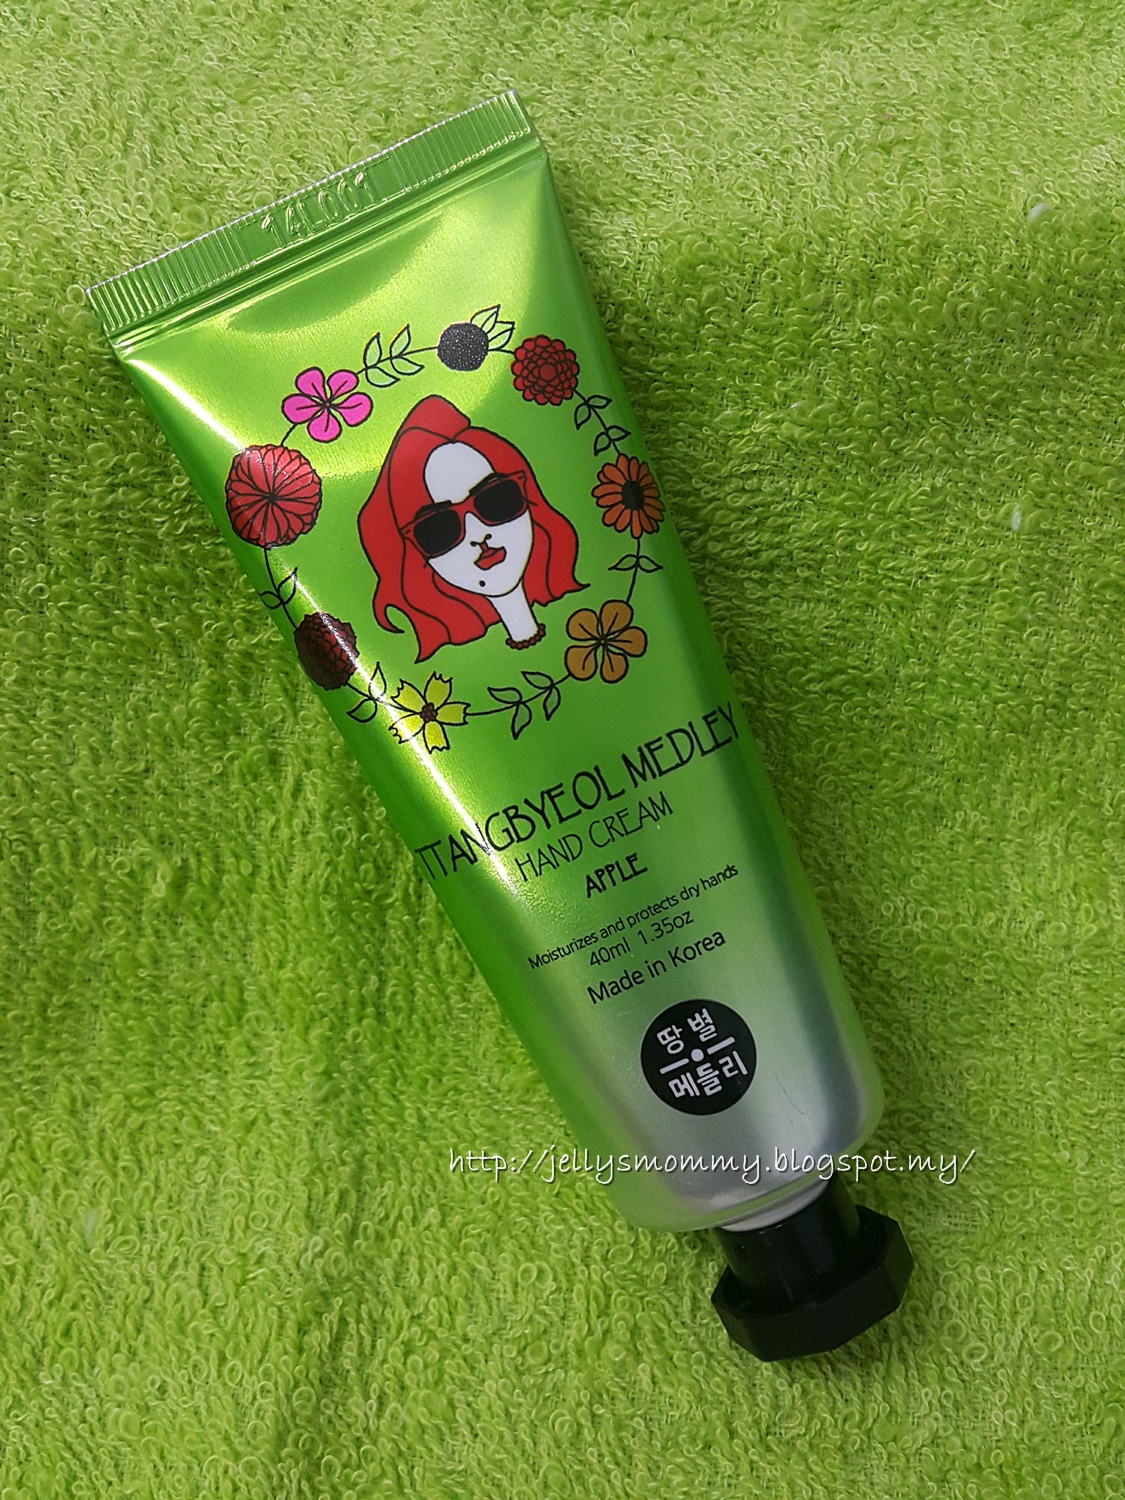 14L001
TTANGBYEOL MEDLEY
HAND CREAM
APPLE
Moisturizes and protects dry hands
40ml 1.35oz
Made in Korea
땅별
메들리
http://jellysmommy.blogspot.my/